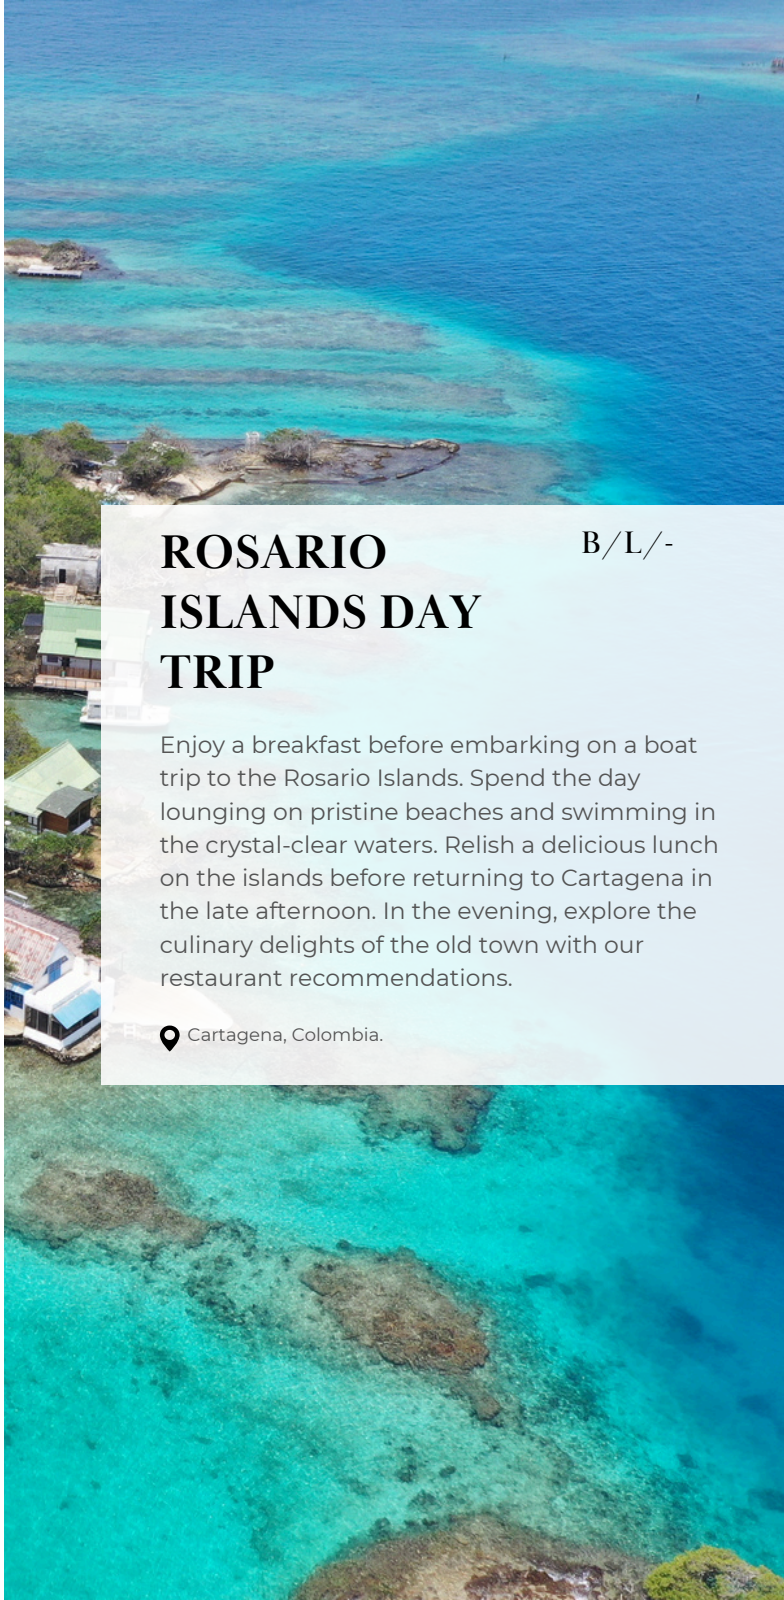 ROSARIO
ISLANDS DAY
TRIP
B/L/-
Enjoy a breakfast before embarking on a boat
trip to the Rosario Islands. Spend the day
lounging on pristine beaches and swimming in
the crystal-clear waters. Relish a delicious lunch
on the islands before returning to Cartagena in
the late afternoon. In the evening, explore the
culinary delights of the old town with our
restaurant recommendations.
Cartagena, Colombia.